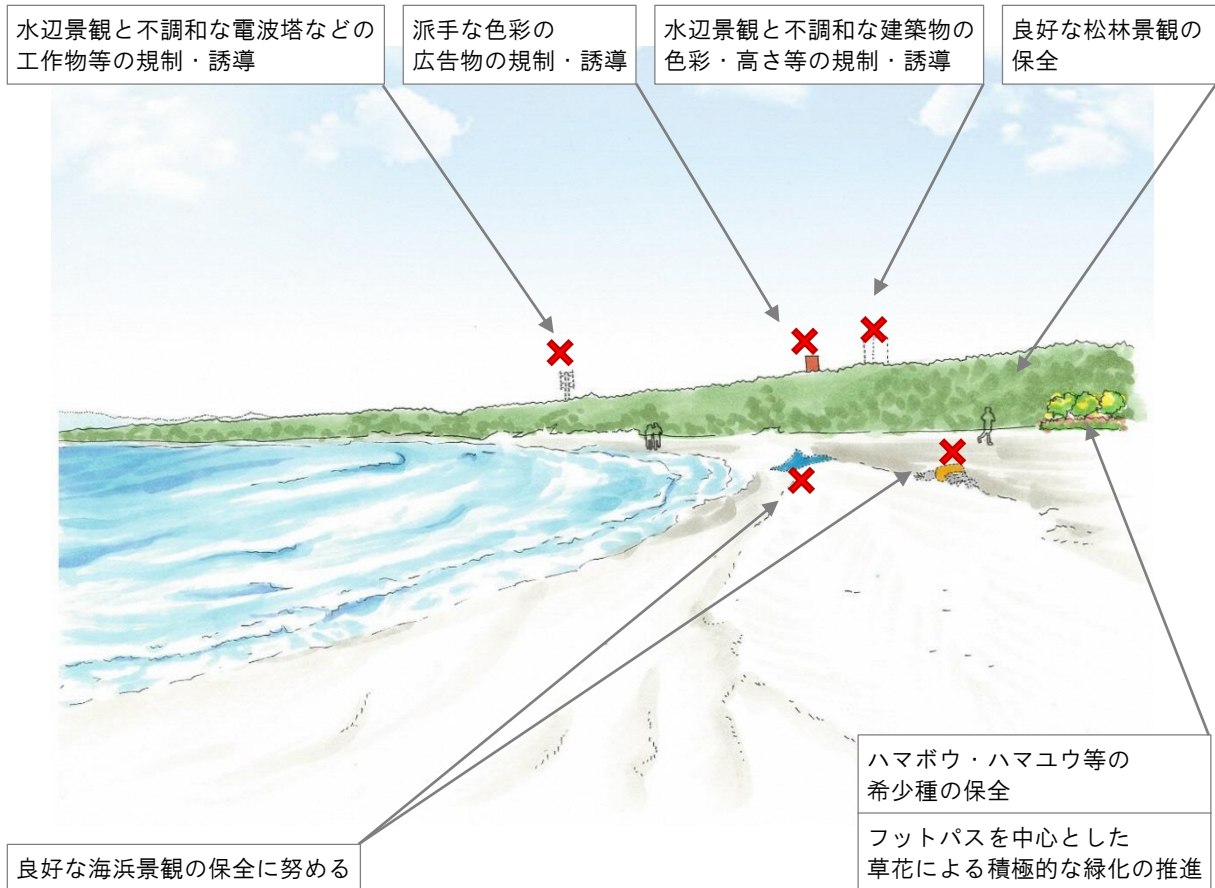 水辺景観と不調和な電波塔などの
工作物等の規制・誘導
派手な色彩の
広告物の規制・誘導
水辺景観と不調和な建築物の
色彩・高さ等の規制・誘導
良好な松林景観の
保全
ハマボウ・ハマユウ等の
希少種の保全
フットパスを中心とした
草花による積極的な緑化の推進
良好な海浜景観の保全に努める